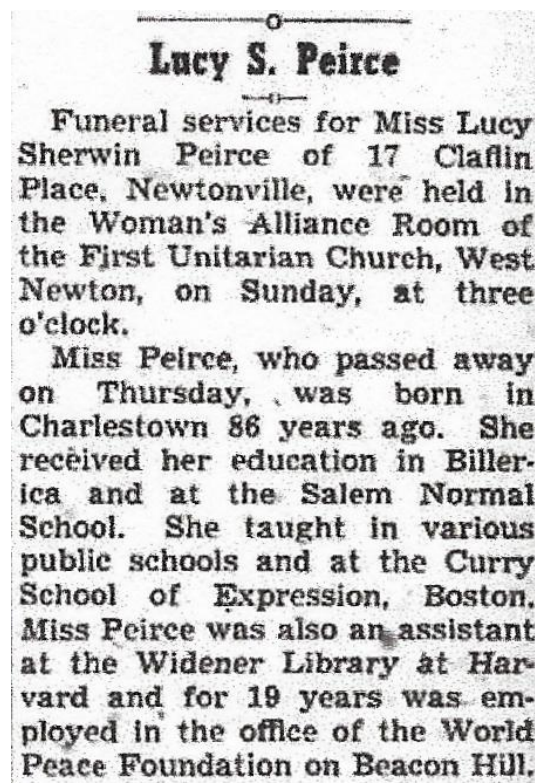 Lucy S. Peirce
Funeral services for Miss Lucy
Sherwin Peirce of 17 Claflin
Place, Newtonville, were held in
the Woman's Alliance Room of
the First Unitarian Church, West
Newton, on Sunday, at three
o'clock.
Miss Peirce, who passed away
on Thursday, was born in
Charlestown 86 years ago. She
received her education in Biller-
ica and at the Salem Normal
School. She taught in various
public schools and at the Curry
School of Expression, Boston.
Miss Peirce was also an assistant
at the Widener Library at Har-
vard and for 19 years was em-
ployed in the office of the World
Peace Foundation on Beacon Hill.